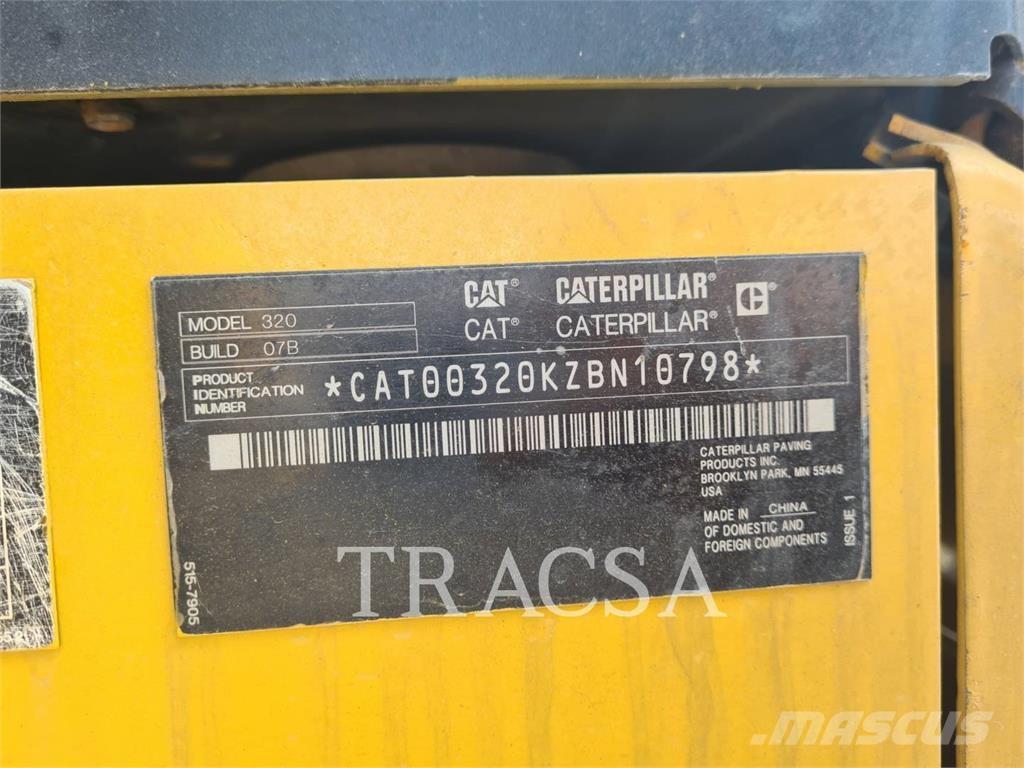 CAT® CATERPILLAR® C®
CAT® CATERPILLAR®
MODEL 320
BUILD 07B
PRODUCT
IDENTIFICATION
NUMBER
*CAT00320KZBN10798*
CATERPILLAR PAVING
PRODUCTS INC.
BROOKLYN PARK, MN 55445
USA
MADE IN CHINA
OF DOMESTIC AND
FOREIGN COMPONENTS
ISSUE 1
515-7905
TRACSA
MASCUS